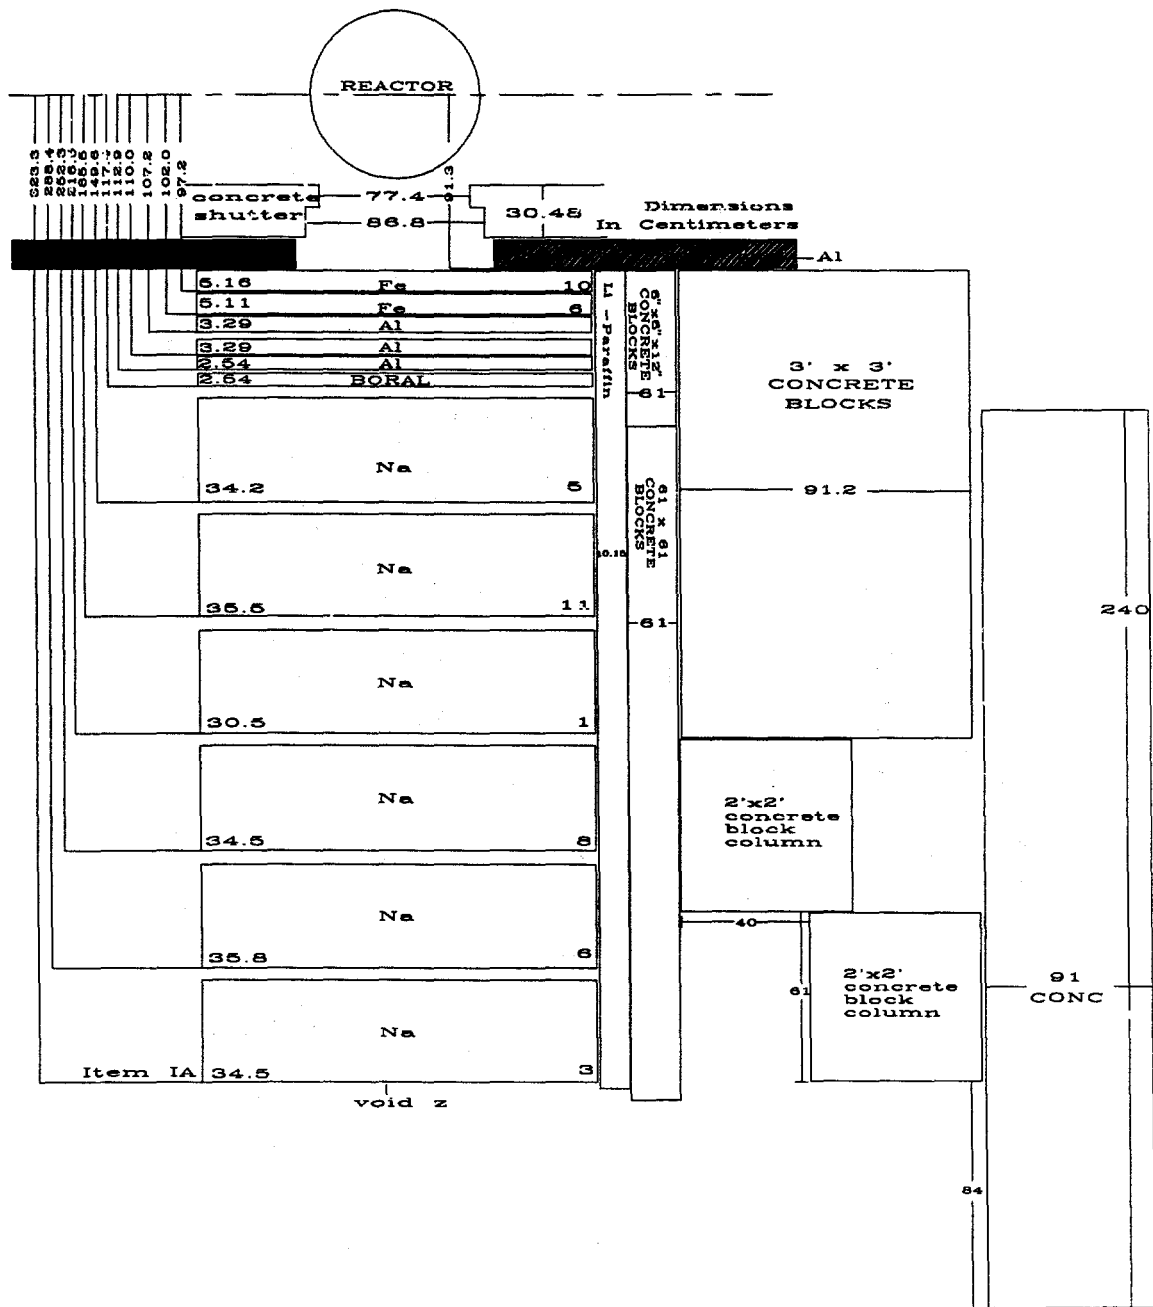 REACTOR
323.3
288.4
252.3
216.3
185.5
149.6
112.9
110.0
107.2
102.0
97.2
91.3
concrete
shutter
77.4
86.8
30.48
Dimensions
In Centimeters
Al
5.16 Fe 10
5.11 Fe 6
3.29 Al
3.29 Al
2.54 Al
2.54 BORAL
Li - Paraffin
6"x6"x12"
CONCRETE
BLOCKS
61
3' x 3'
CONCRETE
BLOCKS
Na
34.2 5
61 x 61
CONCRETE
BLOCKS
91.2
10.15
Na
35.5 11
61
240
Na
30.5 1
Na
34.5 8
2'x2'
concrete
block
column
40
Na
35.8 6
2'x2'
concrete
block
column
61
91
CONC
Na
Item IA 34.5 3
void z
84